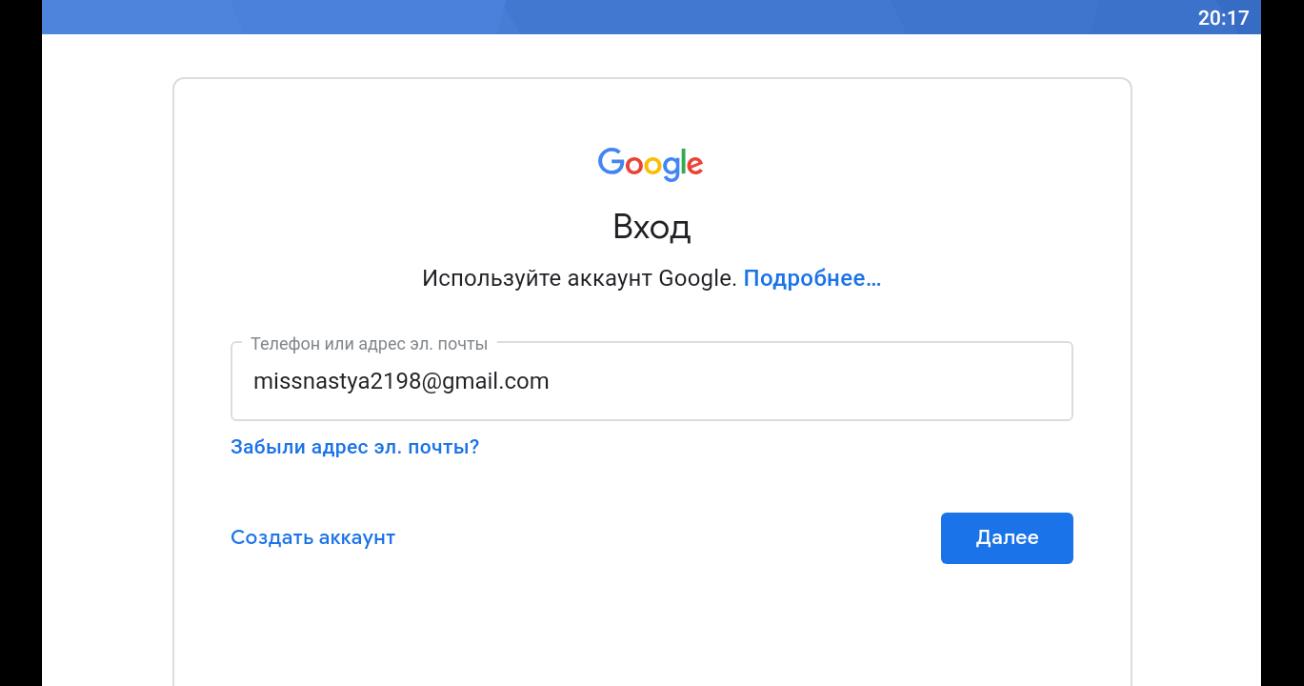 20:17
Google
Вход
Используйте аккаунт Google. Подробнее...
Телефон или адрес эл. почты
missnastya2198@gmail.com
Забыли адрес эл. почты?
Создать аккаунт
Далее